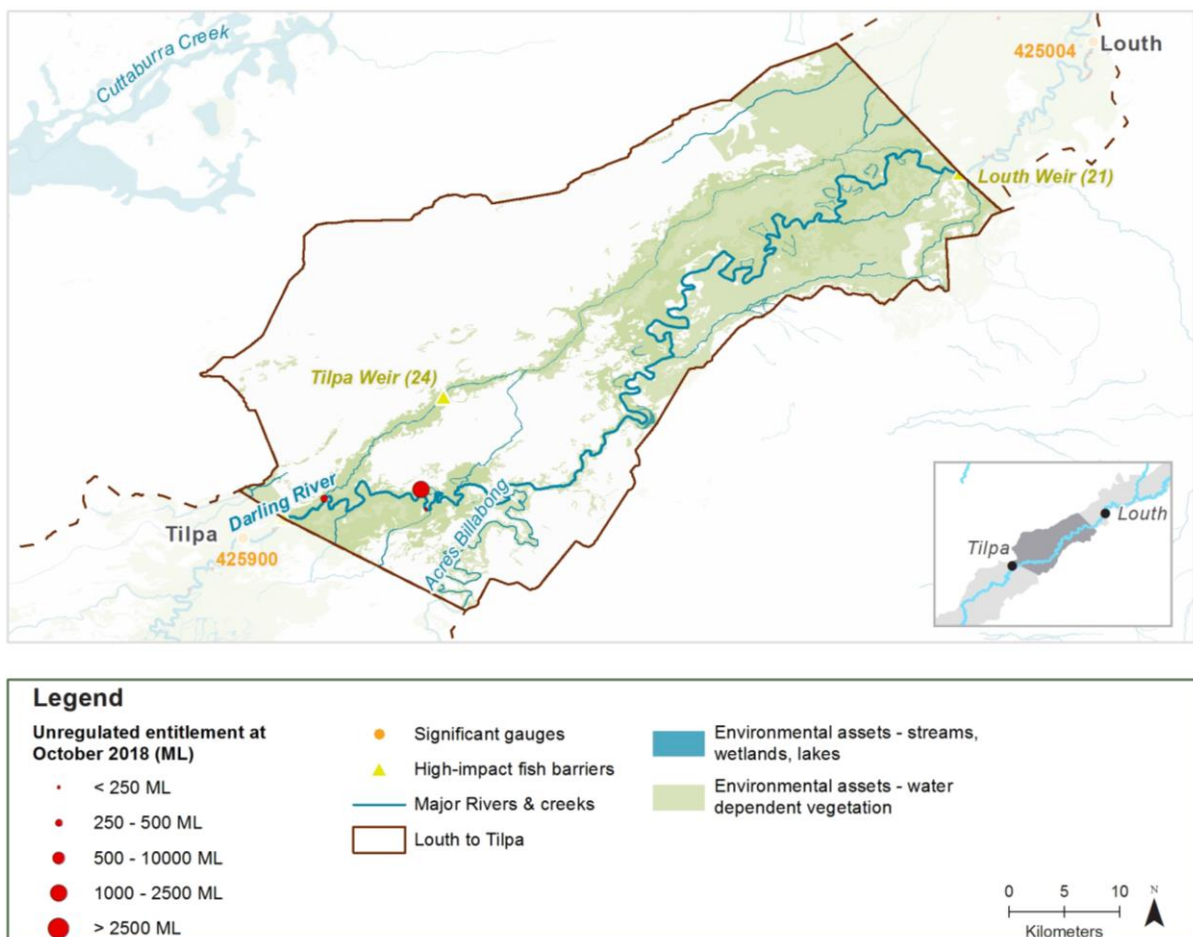 Cuttaburra Creek
425004
Louth
Louth Weir (21)
Tilpa Weir (24)
Darling River
Acres Billabong
Tilpa
425900
Louth
Tilpa
Legend
Unregulated entitlement at
October 2018 (ML)
< 250 ML
250 - 500 ML
500 - 10000 ML
1000 - 2500 ML
> 2500 ML
Significant gauges
High-impact fish barriers
Major Rivers & creeks
Louth to Tilpa
Environmental assets - streams,
wetlands, lakes
Environmental assets - water
dependent vegetation
0 5 10
Kilometers
N